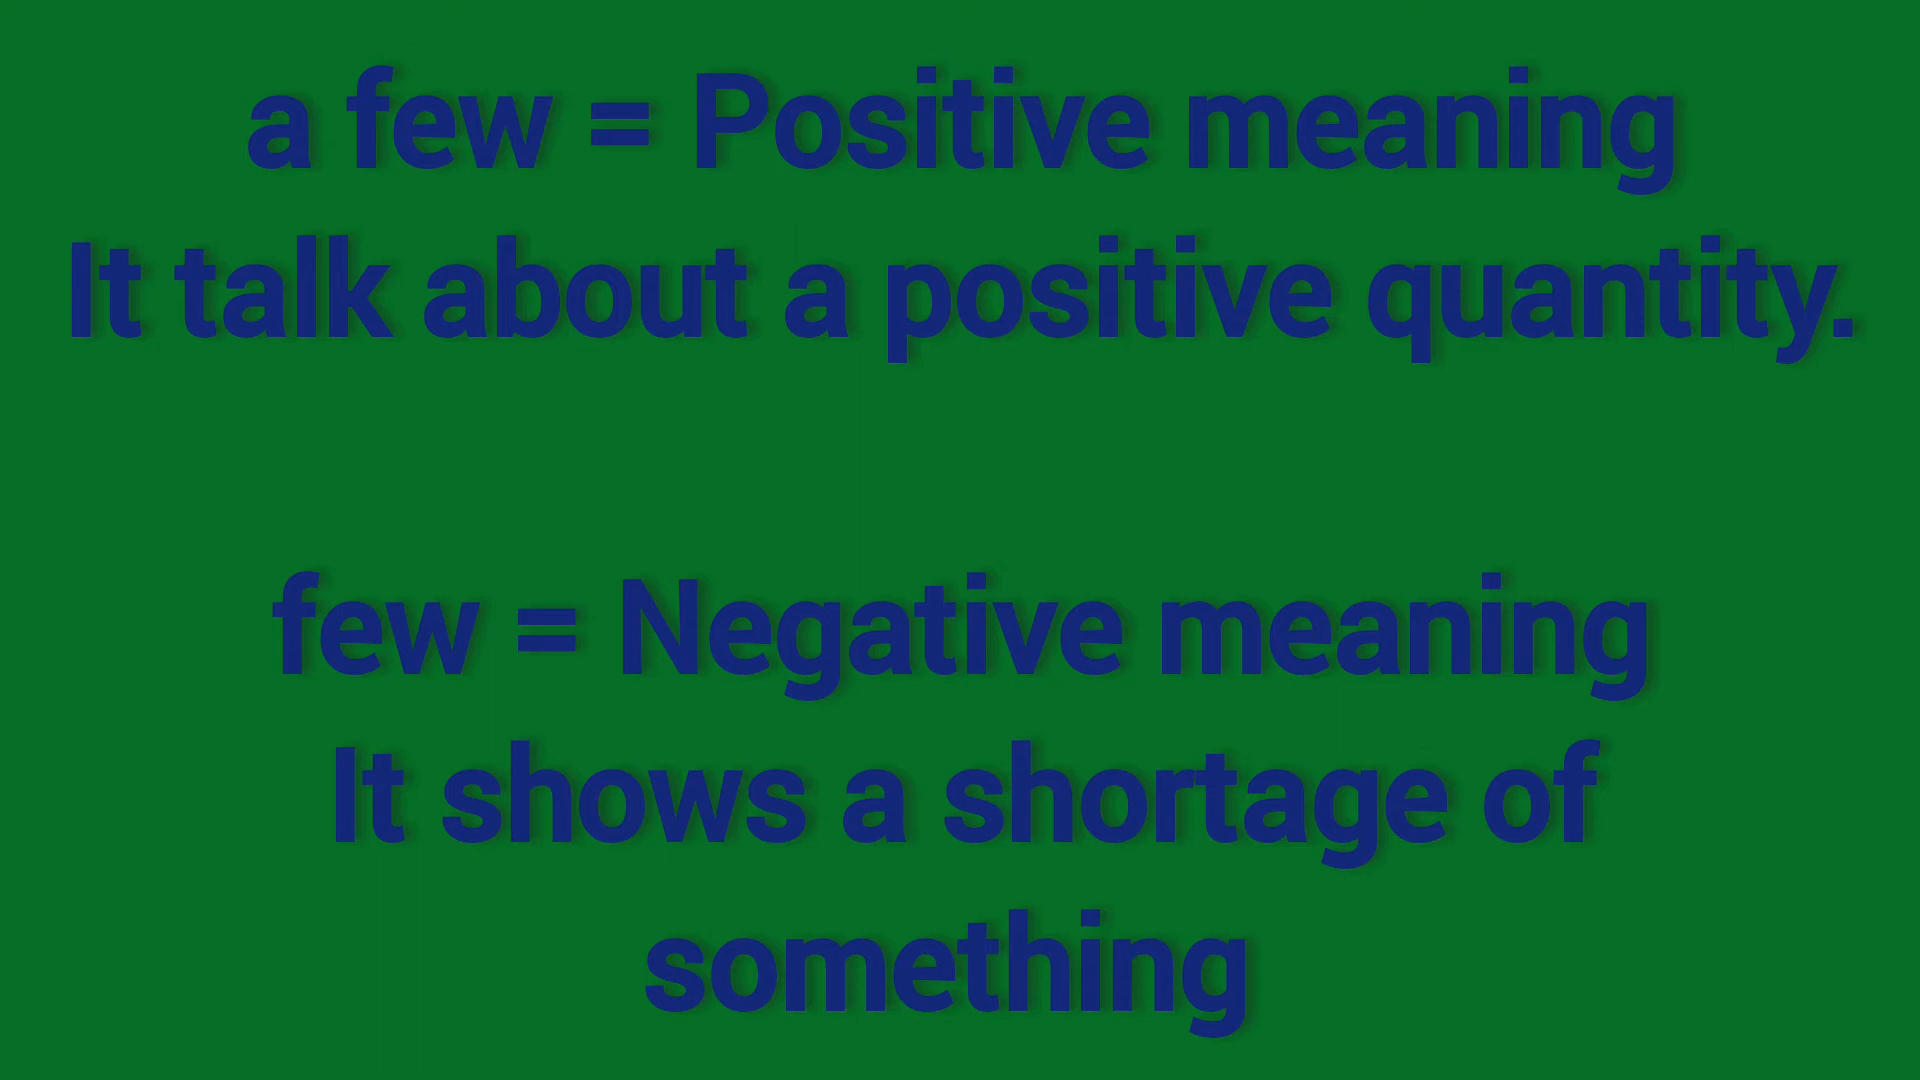 a few = Positive meaning
It talk about a positive quantity.
few = Negative meaning
It shows a shortage of
something